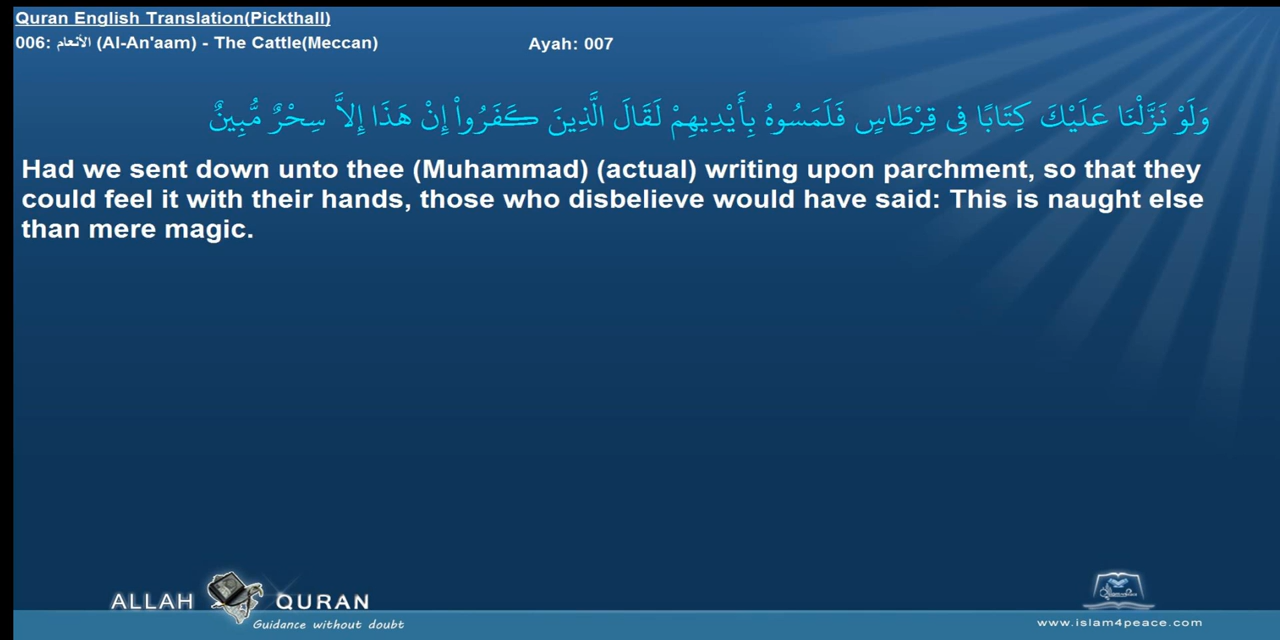 Quran English Translation(Pickthall)
006: الأنعام (Al-An'aam) - The Cattle(Meccan)
Ayah: 007
وَلَوْ نَزَّلْنَا عَلَيْكَ كِتَابًا فِي قِرْطَاسٍ فَلَمَسُوهُ بِأَيْدِيهِمْ لَقَالَ الَّذِينَ كَفَرُواْ إِنْ هَذَا إِلاَّ سِحْرٌ مُّبِينٌ
Had we sent down unto thee (Muhammad) (actual) writing upon parchment, so that they
could feel it with their hands, those who disbelieve would have said: This is naught else
than mere magic.
ALLAH QURAN
Guidance without doubt
www.islam4peace.com